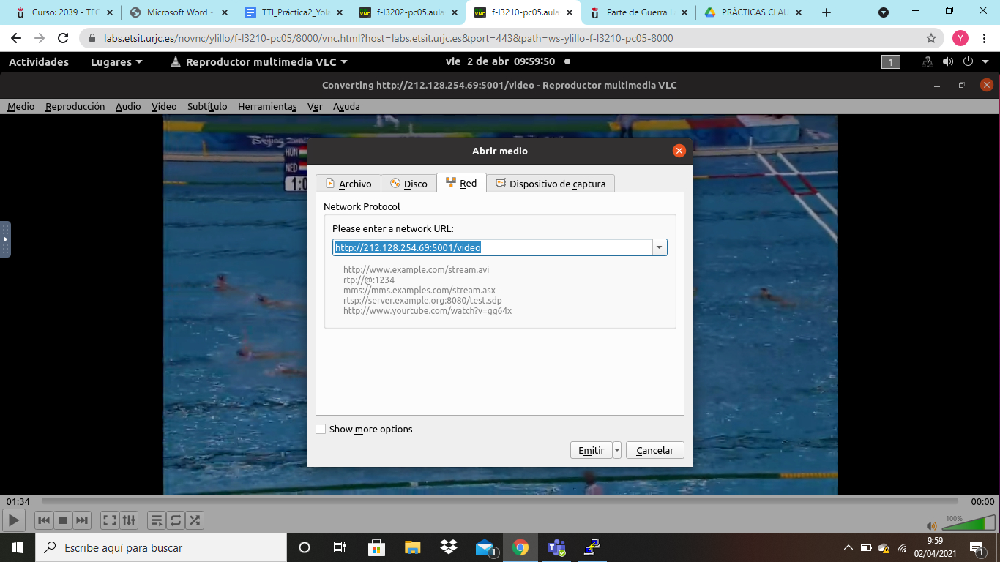 Curso: 2039 - TEC
Microsoft Word -
TTI_Práctica2_Yola
f-l3202-pc05.aula
f-l3210-pc05.aula
Parte de Guerra L
PRÁCTICAS CLAU
labs.etsit.urjc.es/novnc/ylillo/f-l3210-pc05/8000/vnc.html?host=labs.etsit.urjc.es&port=443&path=ws-ylillo-f-l3210-pc05-8000
Y
Actividades Lugares Reproductor multimedia VLC vie 2 de abr 09:59:50 1
Converting http://212.128.254.69:5001/video - Reproductor multimedia VLC
Medio Reproducción Audio Vídeo Subtítulo Herramientas Ver Ayuda
HUN
NED
1:0
Abrir medio
Archivo Disco Red Dispositivo de captura
Network Protocol
Please enter a network URL:
http://212.128.254.69:5001/video
http://www.example.com/stream.avi
rtp://@:1234
mms://mms.examples.com/stream.asx
rtsp://server.example.org:8080/test.sdp
http://www.yourtube.com/watch?v=gg64x
Show more options
Emitir Cancelar
01:34 00:00
100%
Escribe aquí para buscar
1
9:59
02/04/2021
1